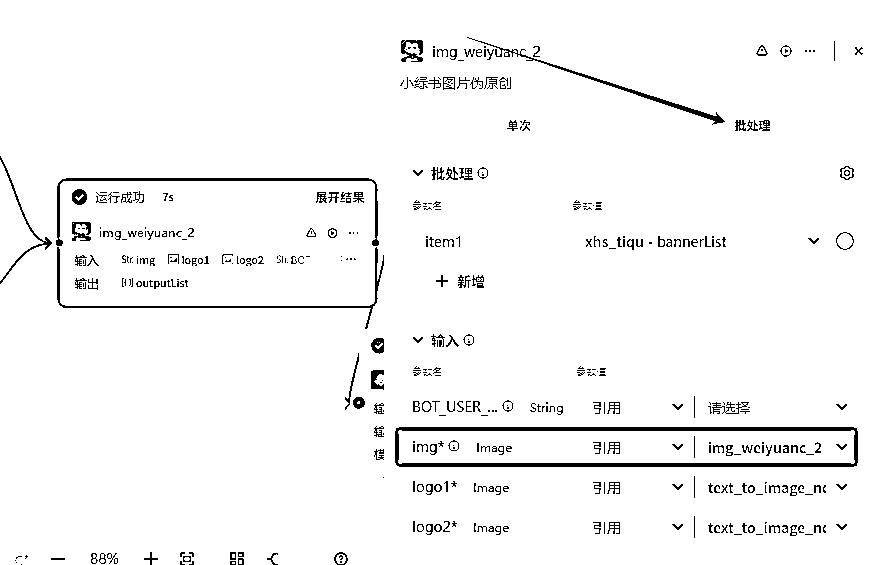 img_weiyuanc_2
小绿书图片伪原创
单次
批处理
批处理
参数名
参数值
item1
xhs_tiqu - bannerList
新增
输入
参数名
参数值
BOT_USER_... String 引用 请选择
img* Image 引用 img_weiyuanc_2
logo1* Image 引用 text_to_image_nc
logo2* Image 引用 text_to_image_nc
运行成功 7s 展开结果
img_weiyuanc_2
输入 Str. img logo1 logo2 Str. BOT
输出 outputList
88%